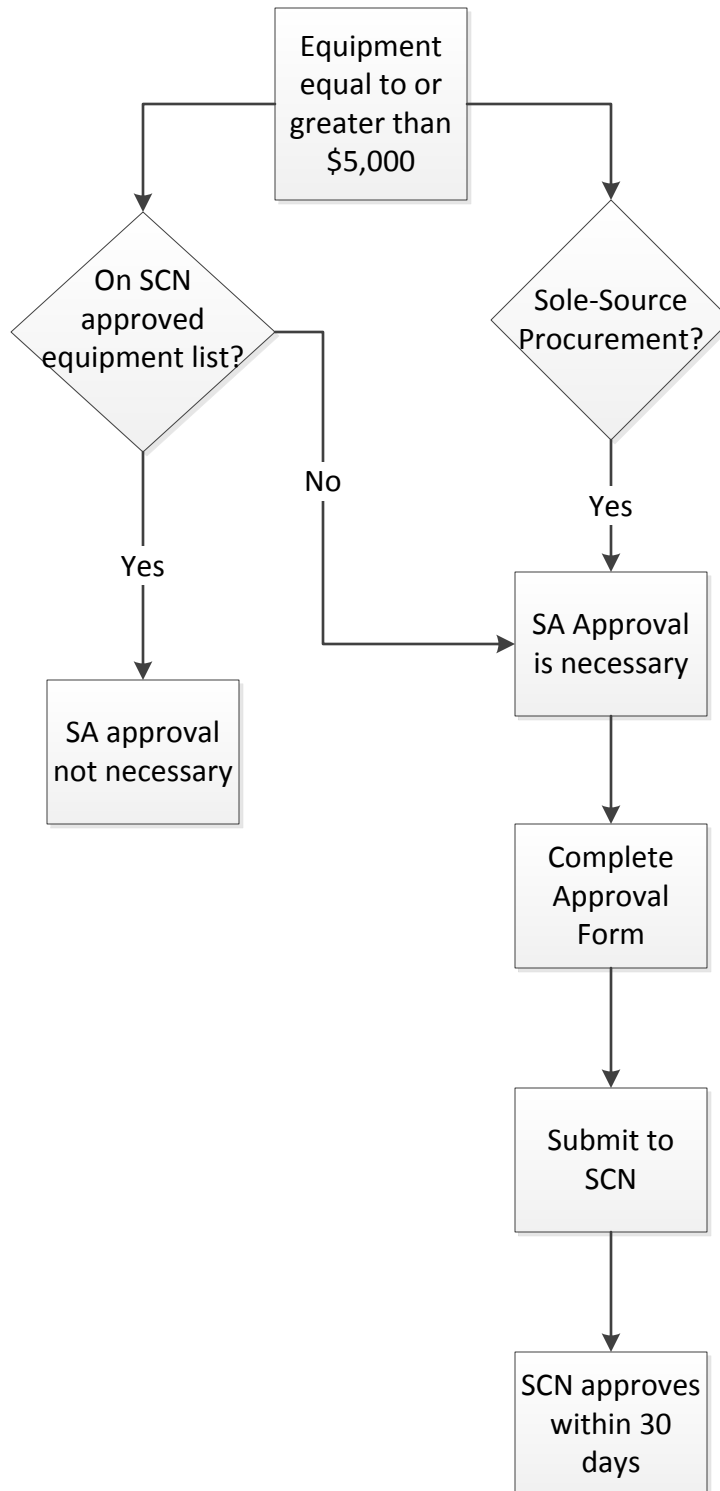 Equipment
equal to or
greater than
$5,000
On SCN
approved
equipment list?
Sole-Source
Procurement?
No
Yes
Yes
SA Approval
is necessary
SA approval
not necessary
Complete
Approval
Form
Submit to
SCN
SCN approves
within 30
days